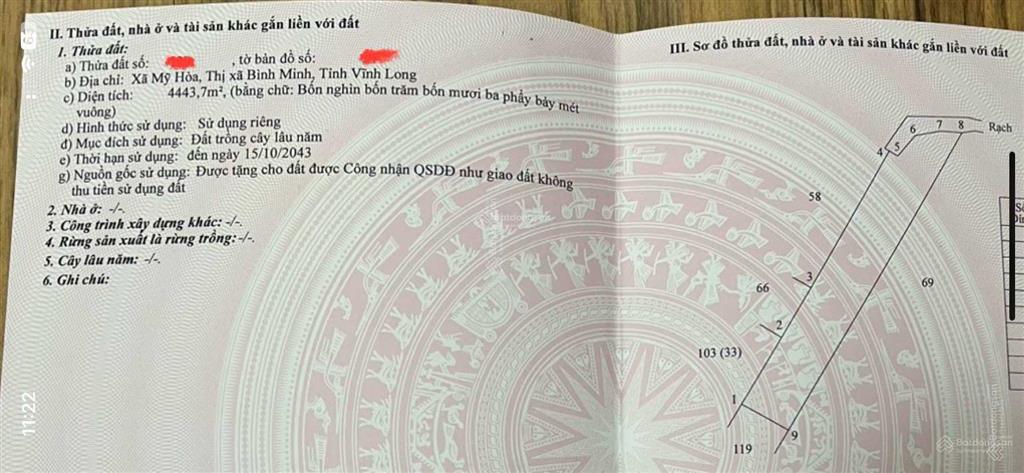 II. Thửa đất, nhà ở và tài sản khác gắn liền với đất
1. Thửa đất:
a) Thửa đất số: , tờ bản đồ số:
b) Địa chỉ: Xã Mỹ Hòa, Thị xã Bình Minh, Tỉnh Vĩnh Long
c) Diện tích: 4443,7m², (bằng chữ: Bốn nghìn bốn trăm bốn mươi ba phẩy bảy mét
vuông)
d) Hình thức sử dụng: Sử dụng riêng
đ) Mục đích sử dụng: Đất trồng cây lâu năm
e) Thời hạn sử dụng: đến ngày 15/10/2043
g) Nguồn gốc sử dụng: Được tặng cho đất được Công nhận QSDĐ như giao đất không
thu tiền sử dụng đất
2. Nhà ở: -/-.
3. Công trình xây dựng khác: -/-.
4. Rừng sản xuất là rừng trồng: -/-.
5. Cây lâu năm: -/-.
6. Ghi chú:
III. Sơ đồ thửa đất, nhà ở và tài sản khác gắn liền với đất
6 7 8 Rạch
4 5
58
3
66
69
2
103 (33)
1
9
119
11:22
Batdongsan